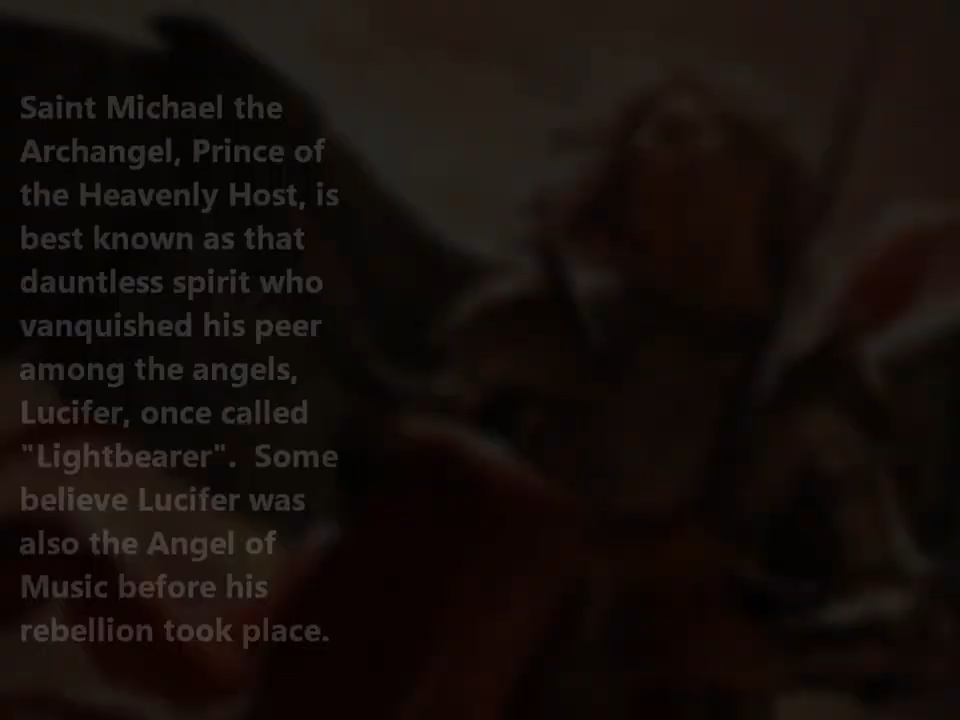 Saint Michael the
Archangel, Prince of
the Heavenly Host, is
best known as that
dauntless spirit who
vanquished his peer
among the angels,
Lucifer, once called
"Lightbearer".  Some
believe Lucifer was
also the Angel of
Music before his
rebellion took place.